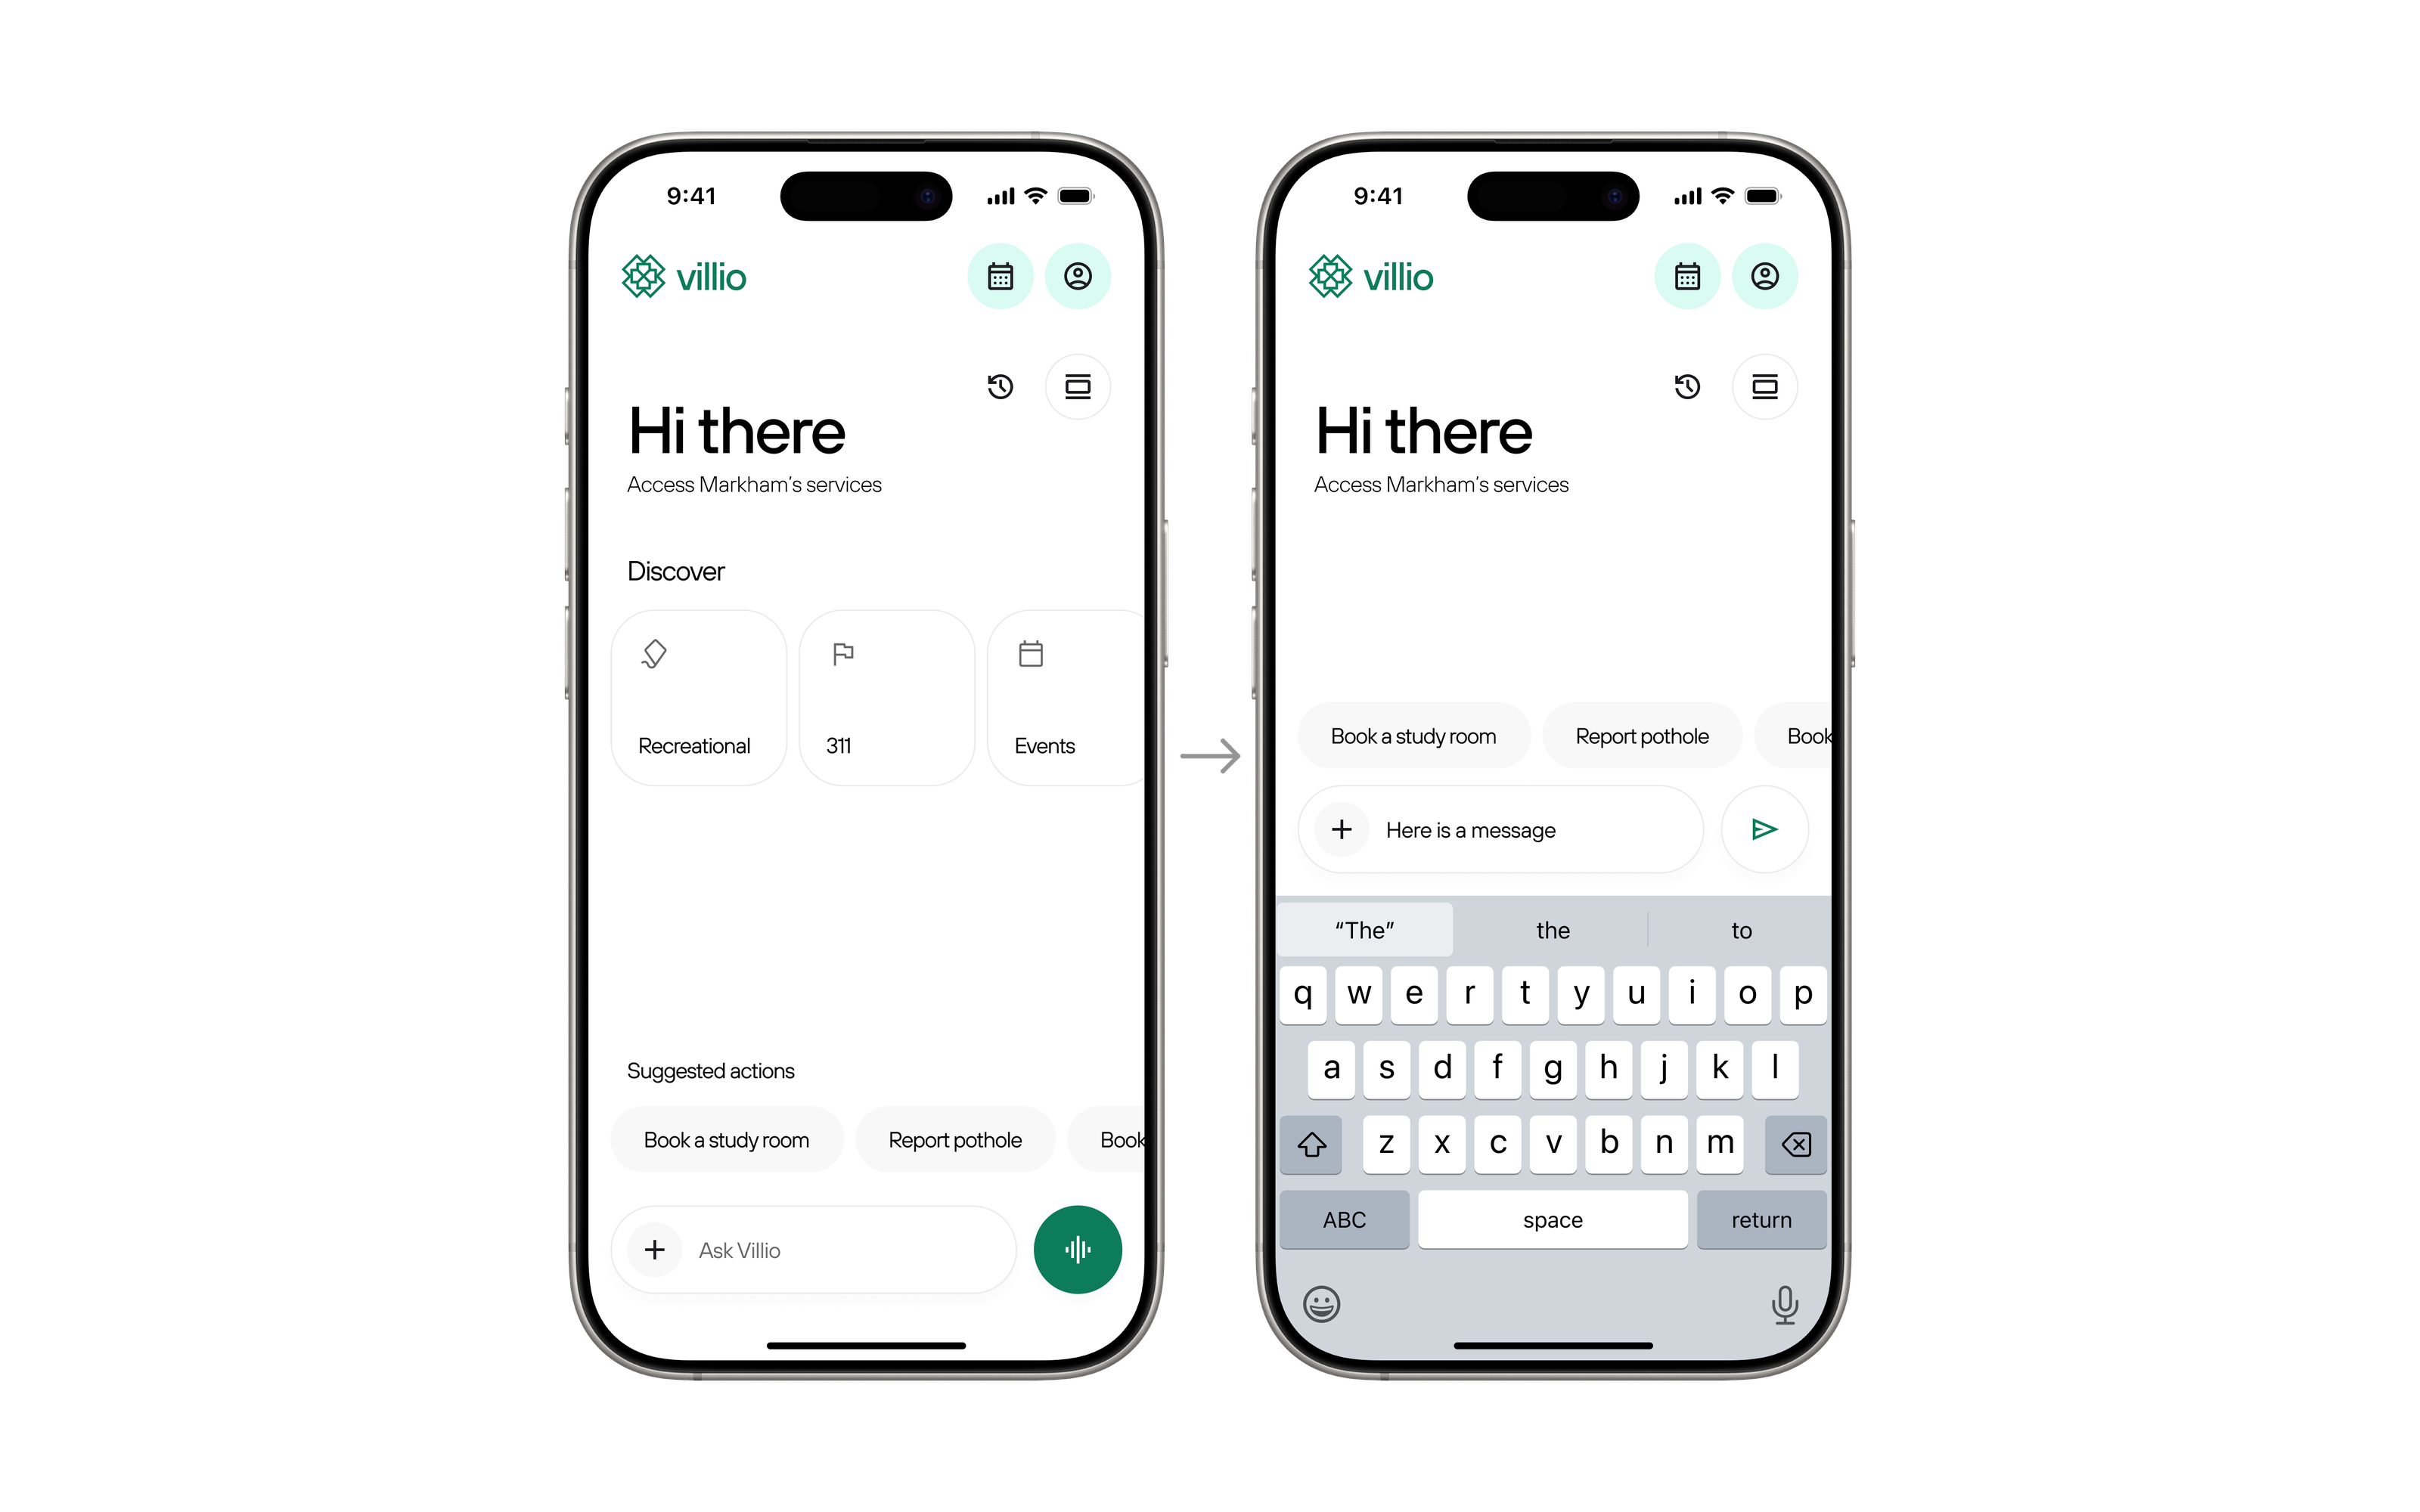 9:41
villio
Hi there
Access Markham's services
Discover
Recreational
311
Events
Suggested actions
Book a study room
Report pothole
Book
Ask Villio
9:41
villio
Hi there
Access Markham's services
Book a study room
Report pothole
Book
Here is a message
“The”
the
to
q w e r t y u i o p
a s d f g h j k l
z x c v b n m
ABC
space
return